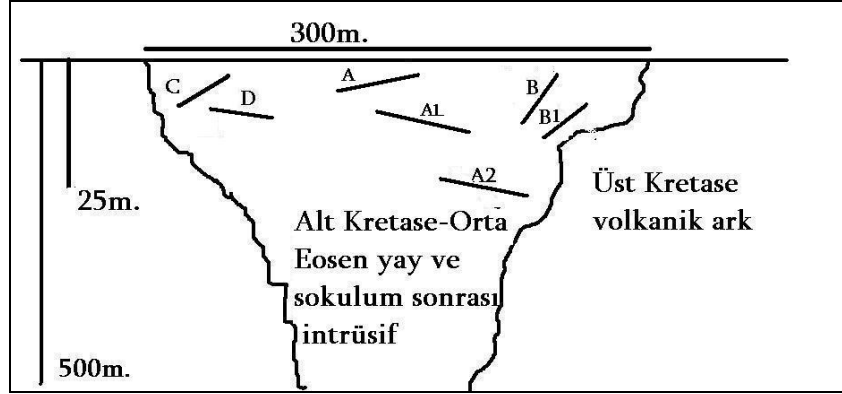 300m.
C
D
A
A1
B
B1
A2
25m.
500m.
Alt Kretase-Orta
Eosen yay ve
sokulum sonrası
intrüsif
Üst Kretase
volkanik ark